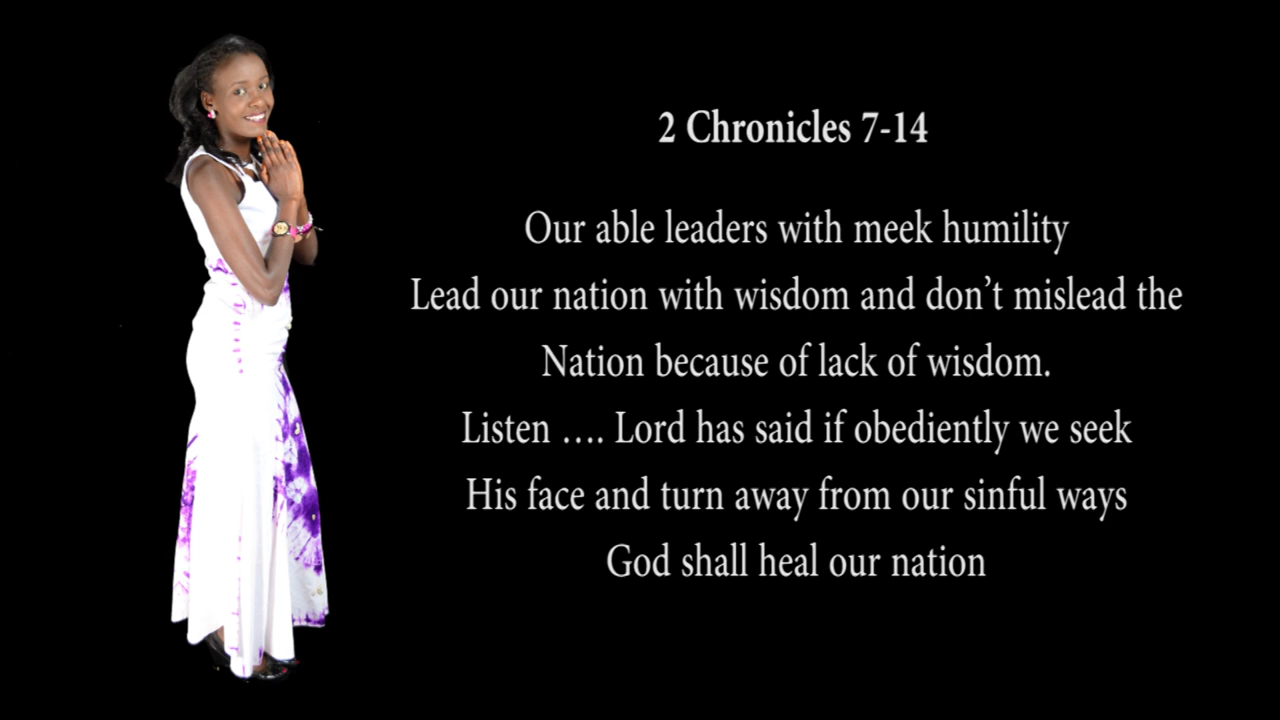 2 Chronicles 7-14
Our able leaders with meek humility
Lead our nation with wisdom and don’t mislead the
Nation because of lack of wisdom.
Listen …. Lord has said if obediently we seek
His face and turn away from our sinful ways
God shall heal our nation